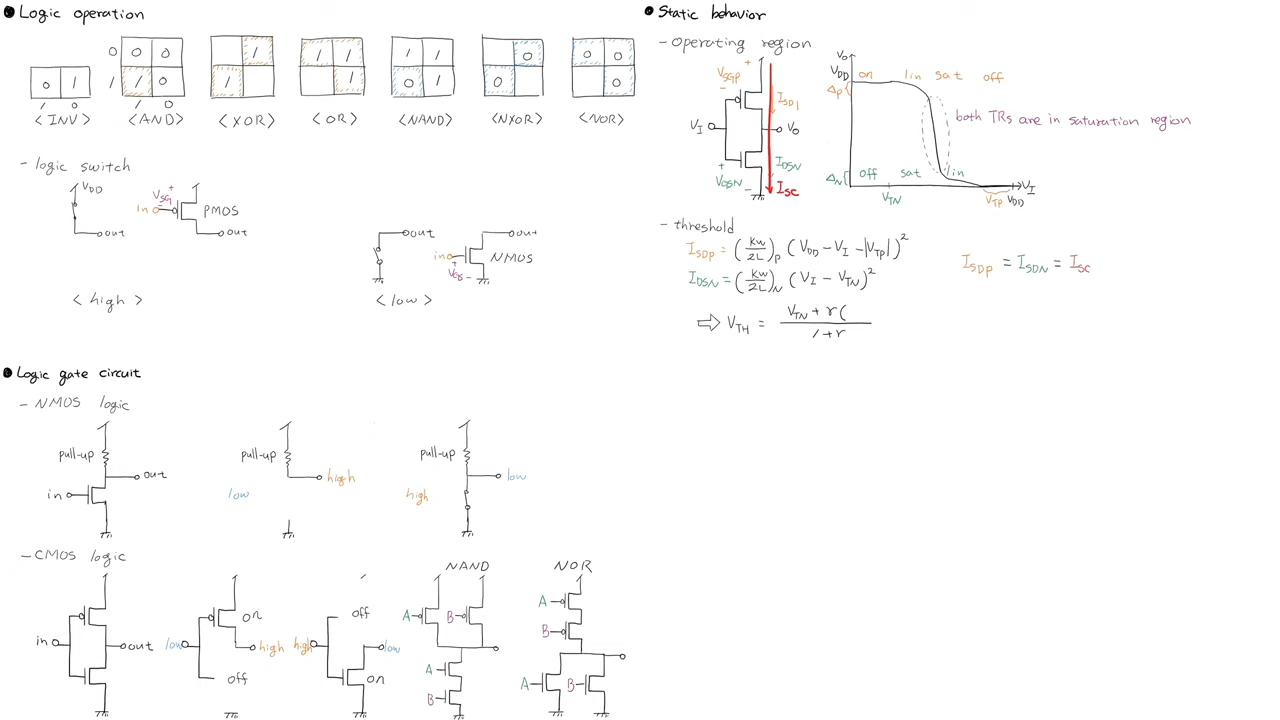 ● Logic operation
0 0 0
0 1 1 1 0
1 0 1 0
<INV> <AND>
1
1
<XOR>
1 1
1
<OR>
1 1
0 1
<NAND>
0
0
<NXOR>
0 0
0
<NOR>
- logic switch
VDD
out
VSG
+
-
in
PMOS
out
<high>
out
in
VGS
+
-
out
NMOS
<low>
● Logic gate circuit
- NMOS logic
pull-up
out
in
pull-up
high
low
pull-up
low
high
- CMOS logic
in
out
on
low
high
off
off
high
low
on
NAND
A B
A
B
NOR
A
B
A B
● Static behavior
- operating region
VSGP
+
-
ISD1
VI
Vo
+
VGSN
-
IDSN
ISC
Vo
VDD
on lin sat off
ΔP
both TRs are in saturation region
ΔN
off sat lin
VI
VTN VTP VDD
- threshold
ISDP = (kW/2L)P (VDD - VI - |VTP|)²
IDSN = (kW/2L)N (VI - VTN)²
⇨ VTH = VTN + r( / 1 + r
ISDP = ISDN = ISC